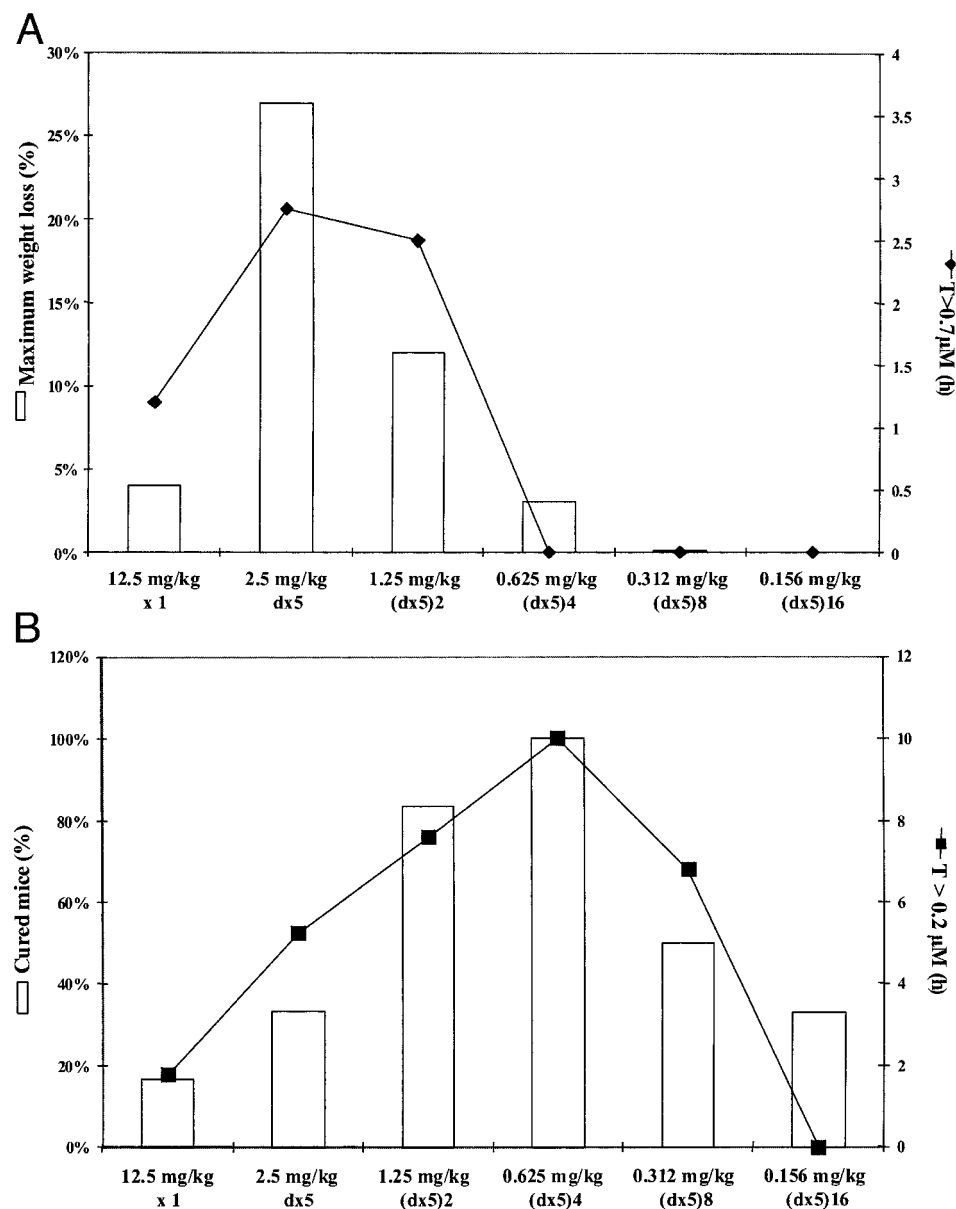 A
30%
25%
20%
15%
10%
5%
0%
Maximum weight loss (%)
4
3.5
3
2.5
2
1.5
1
0.5
0
T>0.7µM (h)
12.5 mg/kg
x 1
2.5 mg/kg
dx5
1.25 mg/kg
(dx5)2
0.625 mg/kg
(dx5)4
0.312 mg/kg
(dx5)8
0.156 mg/kg
(dx5)16
B
120%
100%
80%
60%
40%
20%
0%
Cured mice (%)
12
10
8
6
4
2
0
T > 0.2 µM (h)
12.5 mg/kg
x 1
2.5 mg/kg
dx5
1.25 mg/kg
(dx5)2
0.625 mg/kg
(dx5)4
0.312 mg/kg
(dx5)8
0.156 mg/kg
(dx5)16